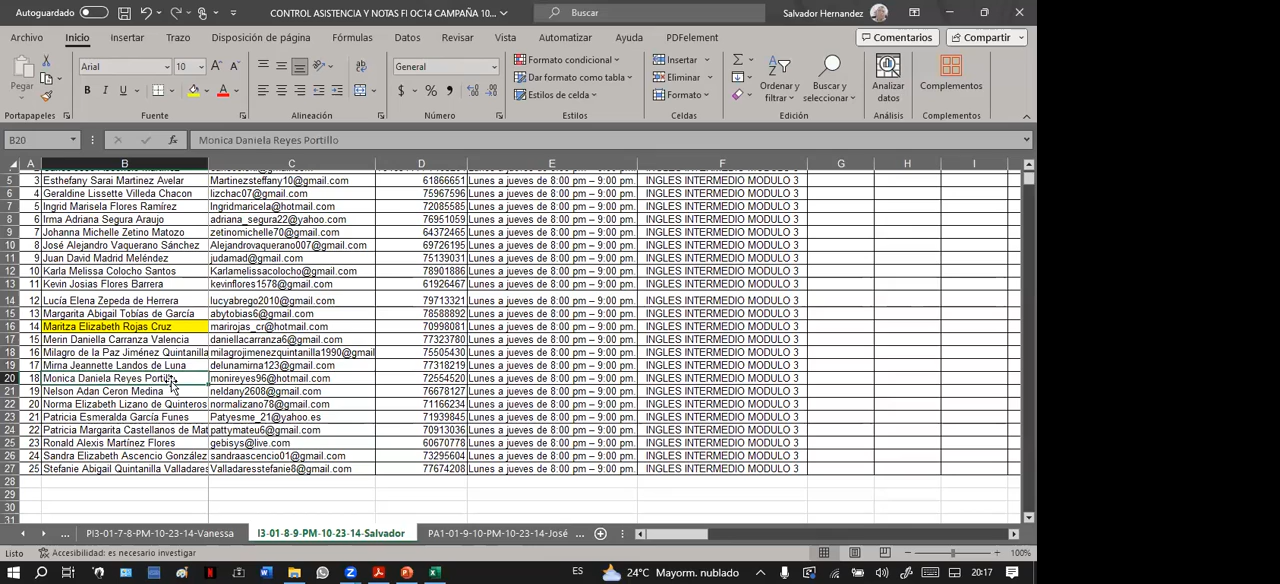 Autoguardado CONTROL ASISTENCIA Y NOTAS FI OC14 CAMPAÑA 10... Buscar Salvador Hernandez
Archivo Inicio Insertar Trazo Disposición de página Fórmulas Datos Revisar Vista Automatizar Ayuda PDFelement Comentarios Compartir
Pegar Arial 10 General Formato condicional Dar formato como tabla Estilos de celda Insertar Eliminar Formato Ordenar y filtrar Buscar y seleccionar Analizar datos Complementos
Portapapeles Fuente Alineación Número Estilos Celdas Edición Análisis Complementos
B20 fx Monica Daniela Reyes Portillo
A B C D E F G H I
5 3 Esthefany Sarai Martinez Avelar Martinezsteffany10@gmail.com 61866651 Lunes a jueves de 8:00 pm – 9:00 pm. INGLES INTERMEDIO MODULO 3
6 4 Geraldine Lissette Villeda Chacon lizchac07@gmail.com 75967596 Lunes a jueves de 8:00 pm – 9:00 pm. INGLES INTERMEDIO MODULO 3
7 5 Ingrid Marisela Flores Ramírez Ingridmaricela@hotmail.com 72085585 Lunes a jueves de 8:00 pm – 9:00 pm. INGLES INTERMEDIO MODULO 3
8 6 Irma Adriana Segura Araujo adriana_segura22@yahoo.com 76951059 Lunes a jueves de 8:00 pm – 9:00 pm. INGLES INTERMEDIO MODULO 3
9 7 Johanna Michelle Zetino Matozo zetinomichelle70@gmail.com 64372465 Lunes a jueves de 8:00 pm – 9:00 pm. INGLES INTERMEDIO MODULO 3
10 8 José Alejandro Vaquerano Sánchez Alejandrovaquerano007@gmail.com 69726195 Lunes a jueves de 8:00 pm – 9:00 pm. INGLES INTERMEDIO MODULO 3
11 9 Juan David Madrid Meléndez judamad@gmail.com 75139031 Lunes a jueves de 8:00 pm – 9:00 pm. INGLES INTERMEDIO MODULO 3
12 10 Karla Melissa Colocho Santos Karlamelissacolocho@gmail.com 78901886 Lunes a jueves de 8:00 pm – 9:00 pm. INGLES INTERMEDIO MODULO 3
13 11 Kevin Josias Flores Barrera kevinflores1578@gmail.com 61926467 Lunes a jueves de 8:00 pm – 9:00 pm. INGLES INTERMEDIO MODULO 3
14 12 Lucía Elena Zepeda de Herrera lucyabrego2010@gmail.com 79713321 Lunes a jueves de 8:00 pm – 9:00 pm. INGLES INTERMEDIO MODULO 3
15 13 Margarita Abigail Tobías de García abytobias6@gmail.com 78588892 Lunes a jueves de 8:00 pm – 9:00 pm. INGLES INTERMEDIO MODULO 3
16 14 Maritza Elizabeth Rojas Cruz marirojas_cr@hotmail.com 70998081 Lunes a jueves de 8:00 pm – 9:00 pm. INGLES INTERMEDIO MODULO 3
17 15 Merin Daniella Carranza Valencia daniellacarranza6@gmail.com 77323780 Lunes a jueves de 8:00 pm – 9:00 pm. INGLES INTERMEDIO MODULO 3
18 16 Milagro de la Paz Jiménez Quintanilla milagrojimenezquintanilla1990@gmail 75505430 Lunes a jueves de 8:00 pm – 9:00 pm. INGLES INTERMEDIO MODULO 3
19 17 Mirna Jeannette Landos de Luna delunamirna123@gmail.com 77318219 Lunes a jueves de 8:00 pm – 9:00 pm. INGLES INTERMEDIO MODULO 3
20 18 Monica Daniela Reyes Portillo monireyes96@hotmail.com 72554520 Lunes a jueves de 8:00 pm – 9:00 pm. INGLES INTERMEDIO MODULO 3
21 19 Nelson Adan Ceron Medina neldany2608@gmail.com 72678127 Lunes a jueves de 8:00 pm – 9:00 pm. INGLES INTERMEDIO MODULO 3
22 20 Norma Elizabeth Lizano de Quinteros normalizano78@gmail.com 71166234 Lunes a jueves de 8:00 pm – 9:00 pm. INGLES INTERMEDIO MODULO 3
23 21 Patricia Esmeralda García Funes Patyesme_21@yahoo.es 71939845 Lunes a jueves de 8:00 pm – 9:00 pm. INGLES INTERMEDIO MODULO 3
24 22 Patricia Margarita Castellanos de Mat pattymateu6@gmail.com 70913036 Lunes a jueves de 8:00 pm – 9:00 pm. INGLES INTERMEDIO MODULO 3
25 23 Ronald Alexis Martínez Flores gebisys@live.com 60670778 Lunes a jueves de 8:00 pm – 9:00 pm. INGLES INTERMEDIO MODULO 3
26 24 Sandra Elizabeth Ascencio González sandraascencio01@gmail.com 73295604 Lunes a jueves de 8:00 pm – 9:00 pm. INGLES INTERMEDIO MODULO 3
27 25 Stefanie Abigail Quintanilla Valladares Valladaresstefanie8@gmail.com 77674208 Lunes a jueves de 8:00 pm – 9:00 pm. INGLES INTERMEDIO MODULO 3
28
29
30
31
... PI3-01-7-8-PM-10-23-14-Vanessa I3-01-8-9-PM-10-23-14-Salvador PA1-01-9-10-PM-10-23-14-José ...
Listo Accesibilidad: es necesario investigar 100%
ES 24°C Mayorm. nublado 20:17